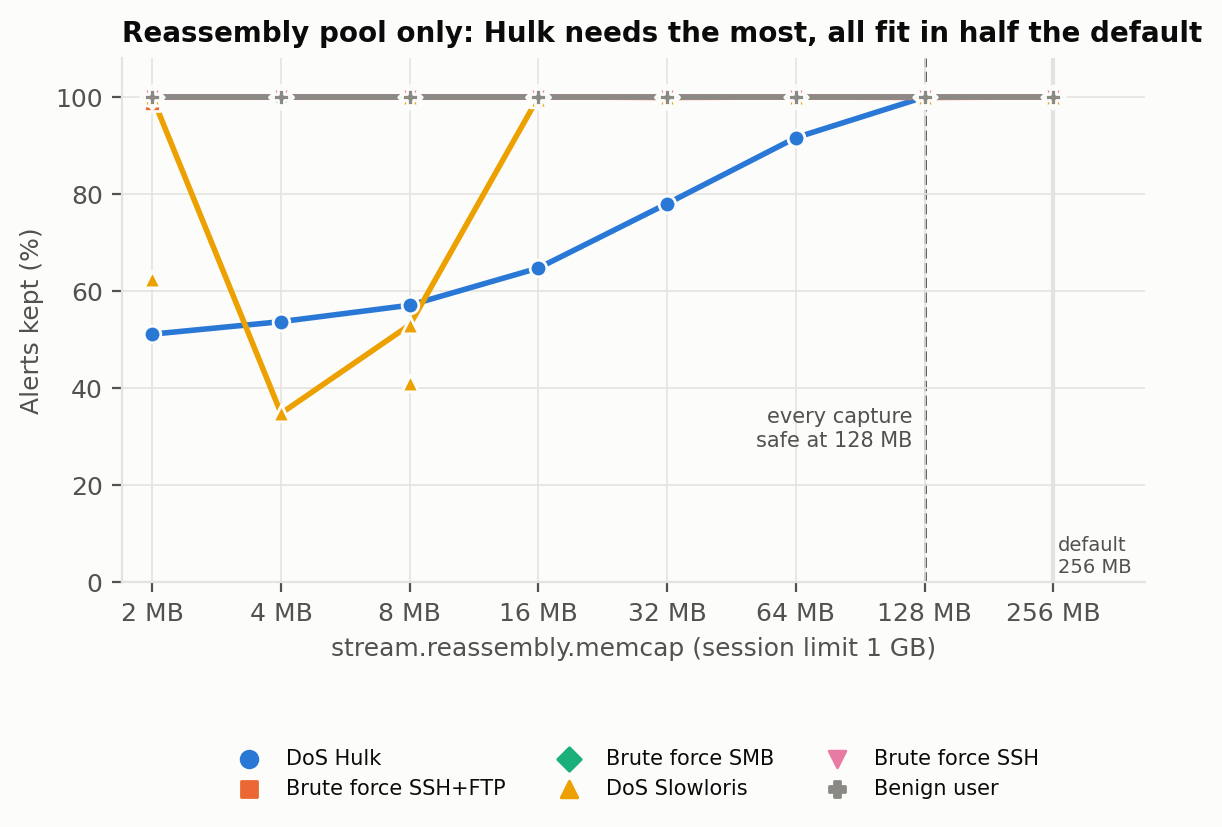 Reassembly pool only: Hulk needs the most, all fit in half the default
Alerts kept (%)
100
80
60
40
20
0
every capture
safe at 128 MB
default
256 MB
2 MB 4 MB 8 MB 16 MB 32 MB 64 MB 128 MB 256 MB
stream.reassembly.memcap (session limit 1 GB)
DoS Hulk Brute force SMB Brute force SSH
Brute force SSH+FTP DoS Slowloris Benign user